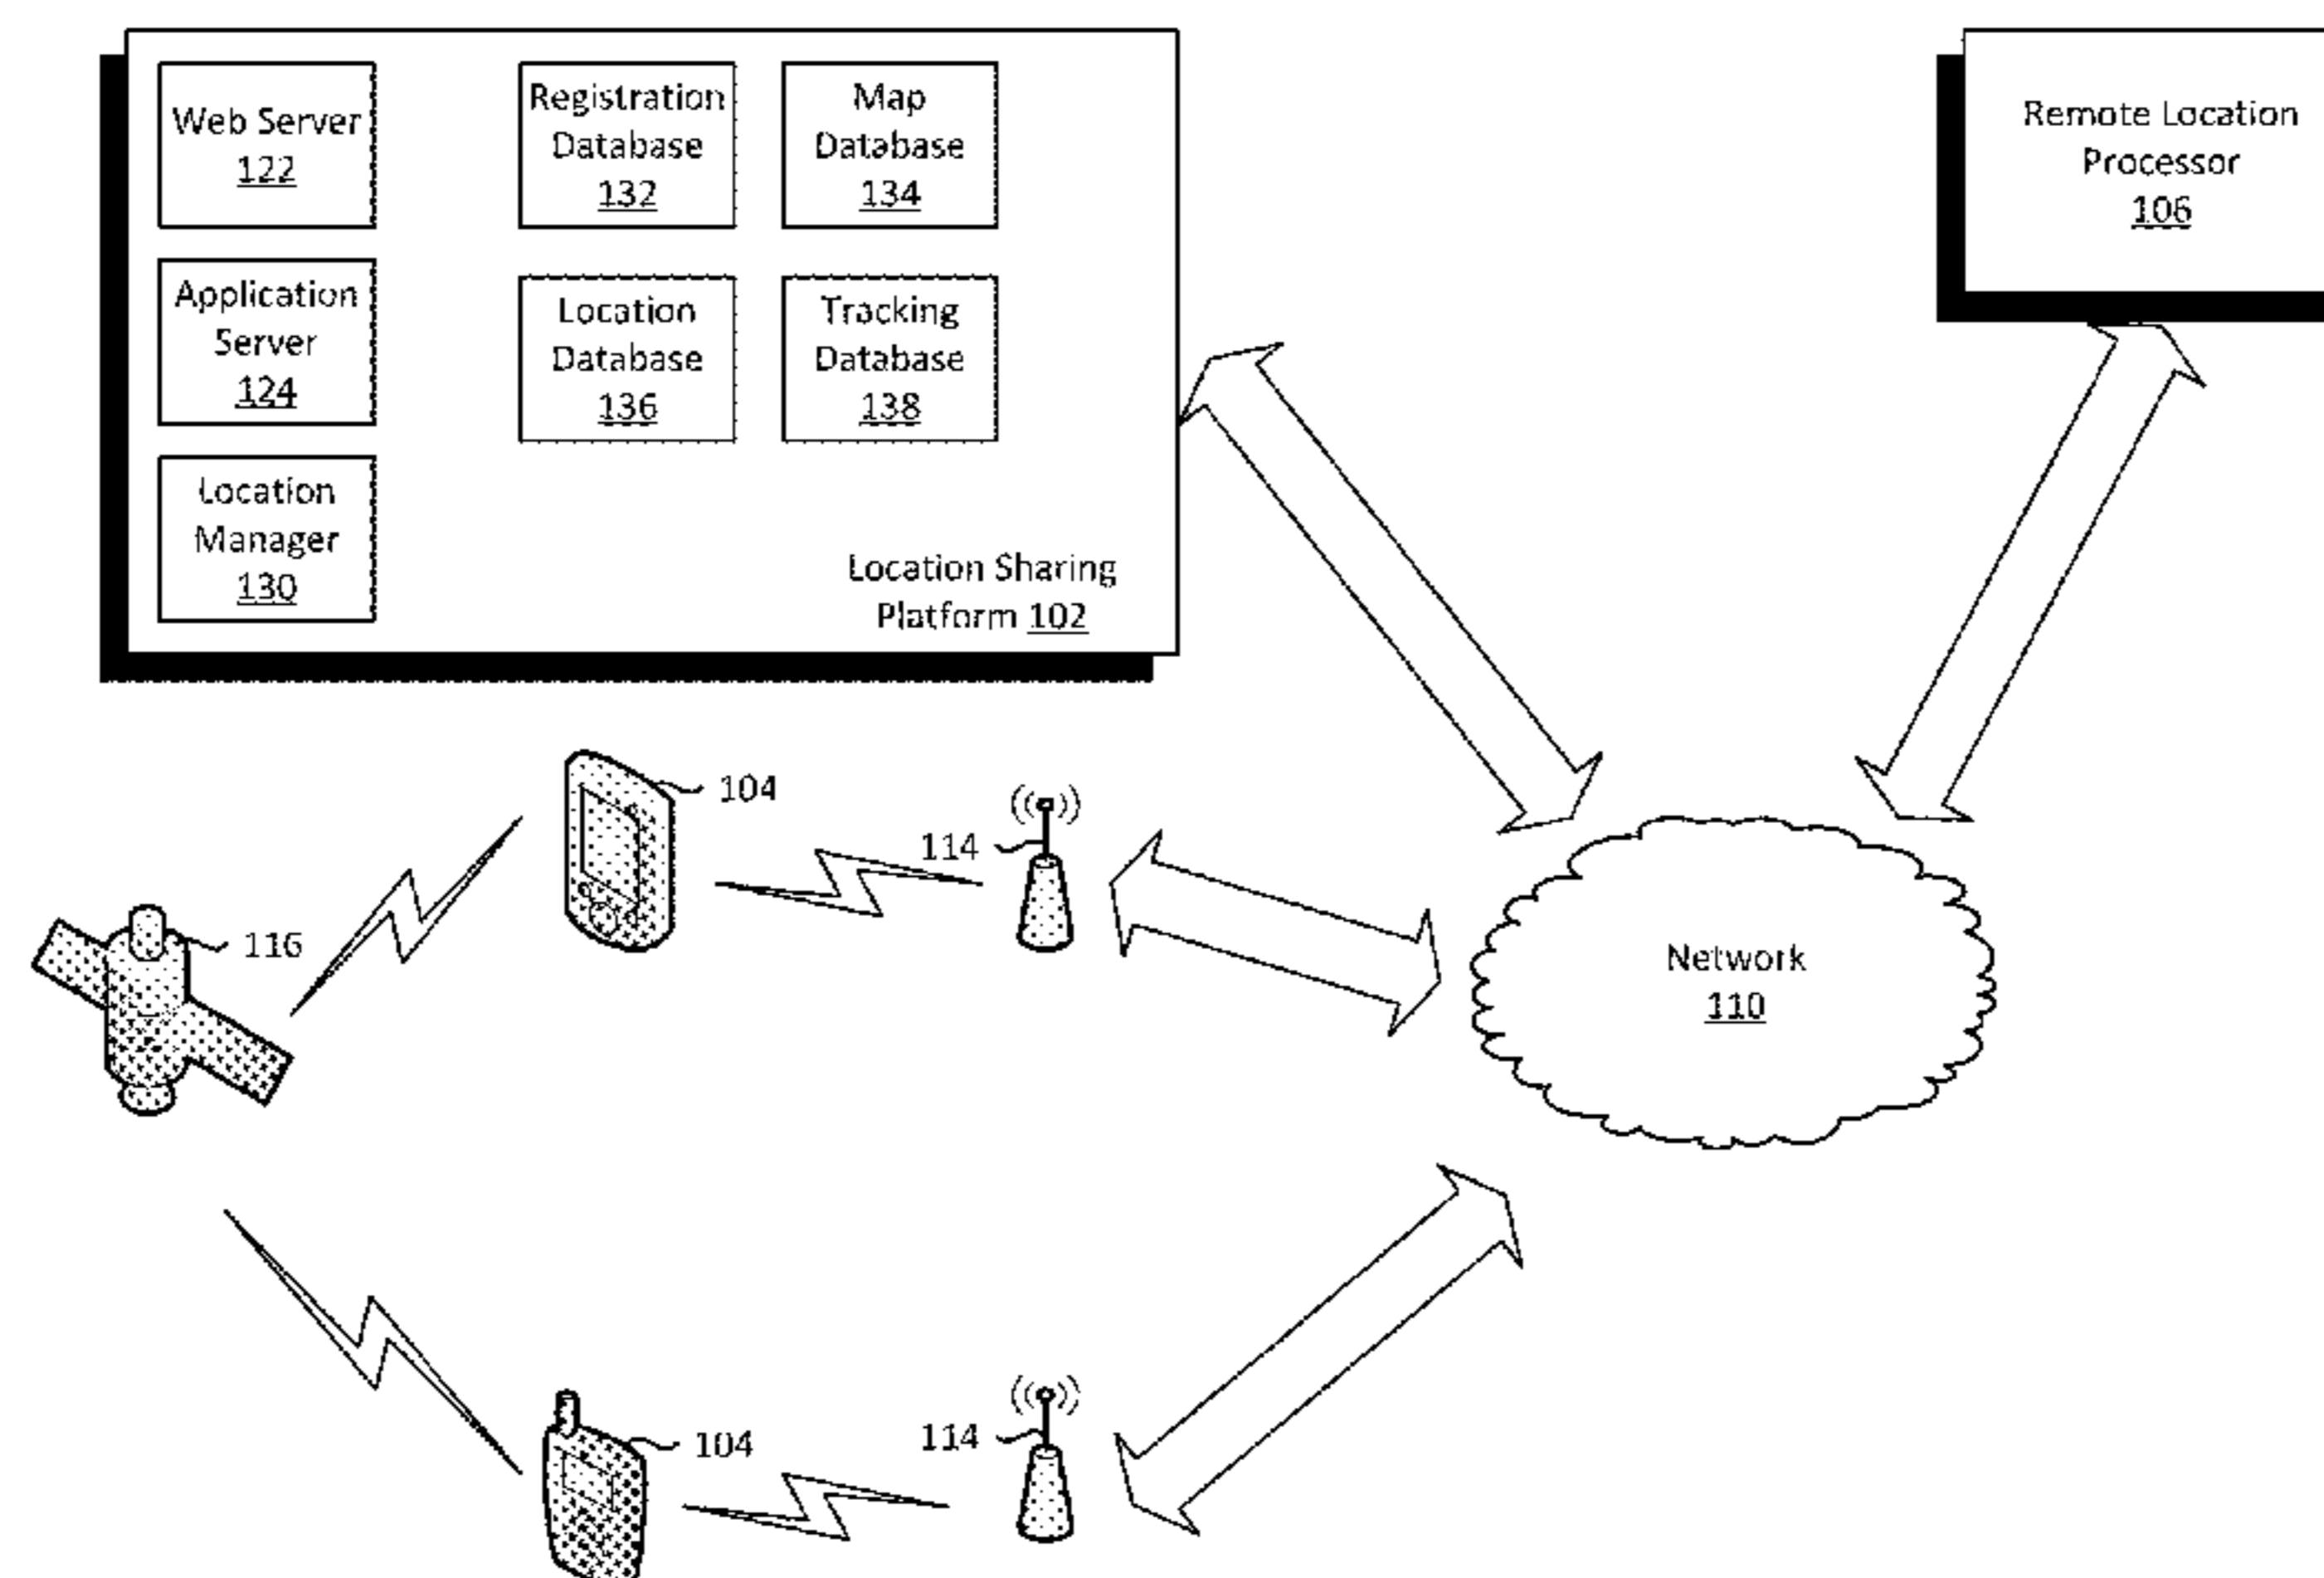 Web Server
122
Registration
Database
132
Map
Database
134
Remote Location
Processor
106
Application
Server
124
Location
Database
136
Tracking
Database
138
Location
Manager
130
Location Sharing
Platform 102
104
114
116
Network
110
104
114